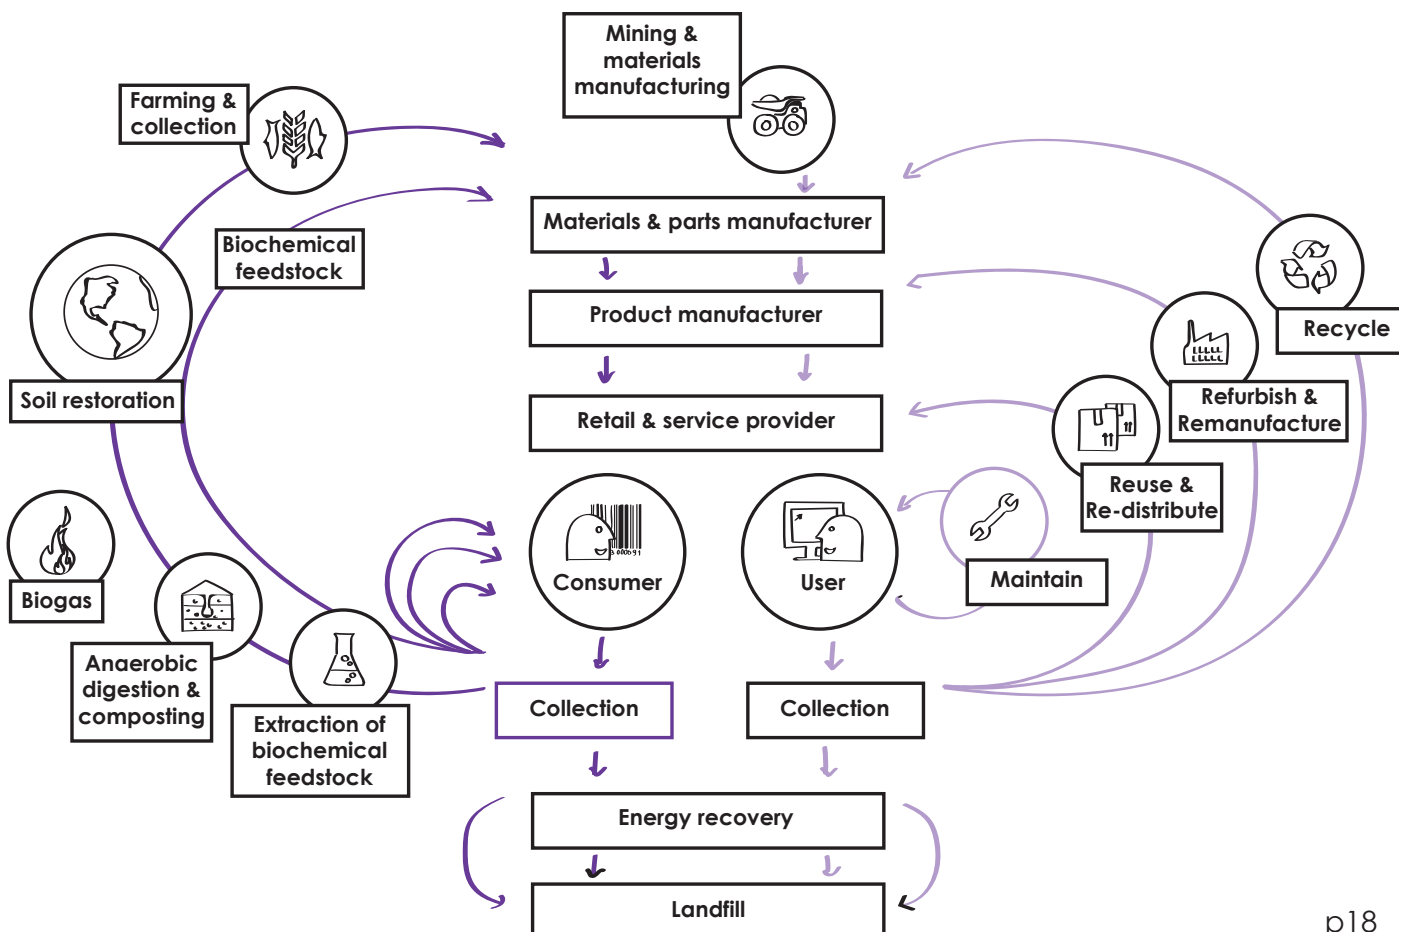 Mining &
materials
manufacturing
Farming &
collection
Materials & parts manufacturer
Biochemical
feedstock
Product manufacturer
Recycle
Soil restoration
Retail & service provider
Refurbish &
Remanufacture
Reuse &
Re-distribute
3 000691
Consumer
User
Maintain
Biogas
Anaerobic
digestion &
composting
Extraction of
biochemical
feedstock
Collection
Collection
Energy recovery
Landfill
p18